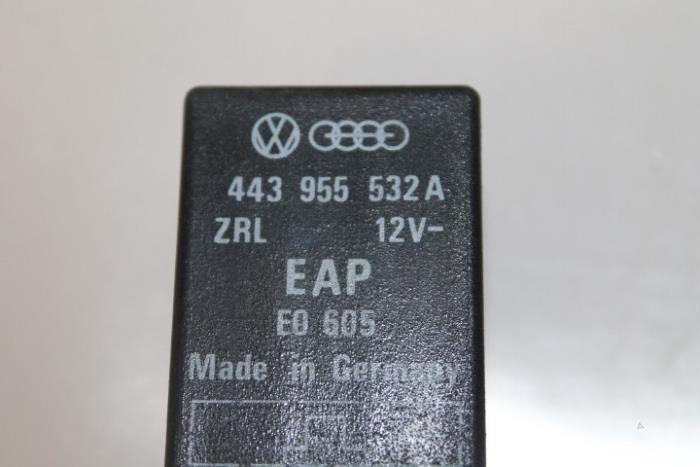 443 955 532 A
ZRL 12V-
EAP
E0 605
Made in Germany